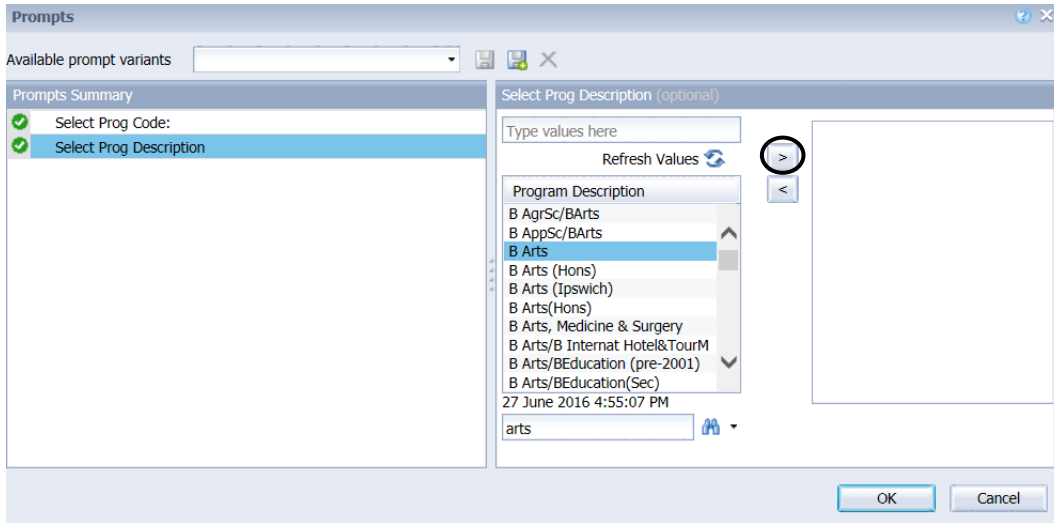 Prompts
Available prompt variants
Prompts Summary
Select Prog Code:
Select Prog Description
Select Prog Description (optional)
Type values here
Refresh Values
>
<
Program Description
B AgrSc/BArts
B AppSc/BArts
B Arts
B Arts (Hons)
B Arts (Ipswich)
B Arts(Hons)
B Arts, Medicine & Surgery
B Arts/B Internat Hotel&TourM
B Arts/BEducation (pre-2001)
B Arts/BEducation(Sec)
27 June 2016 4:55:07 PM
arts
OK Cancel